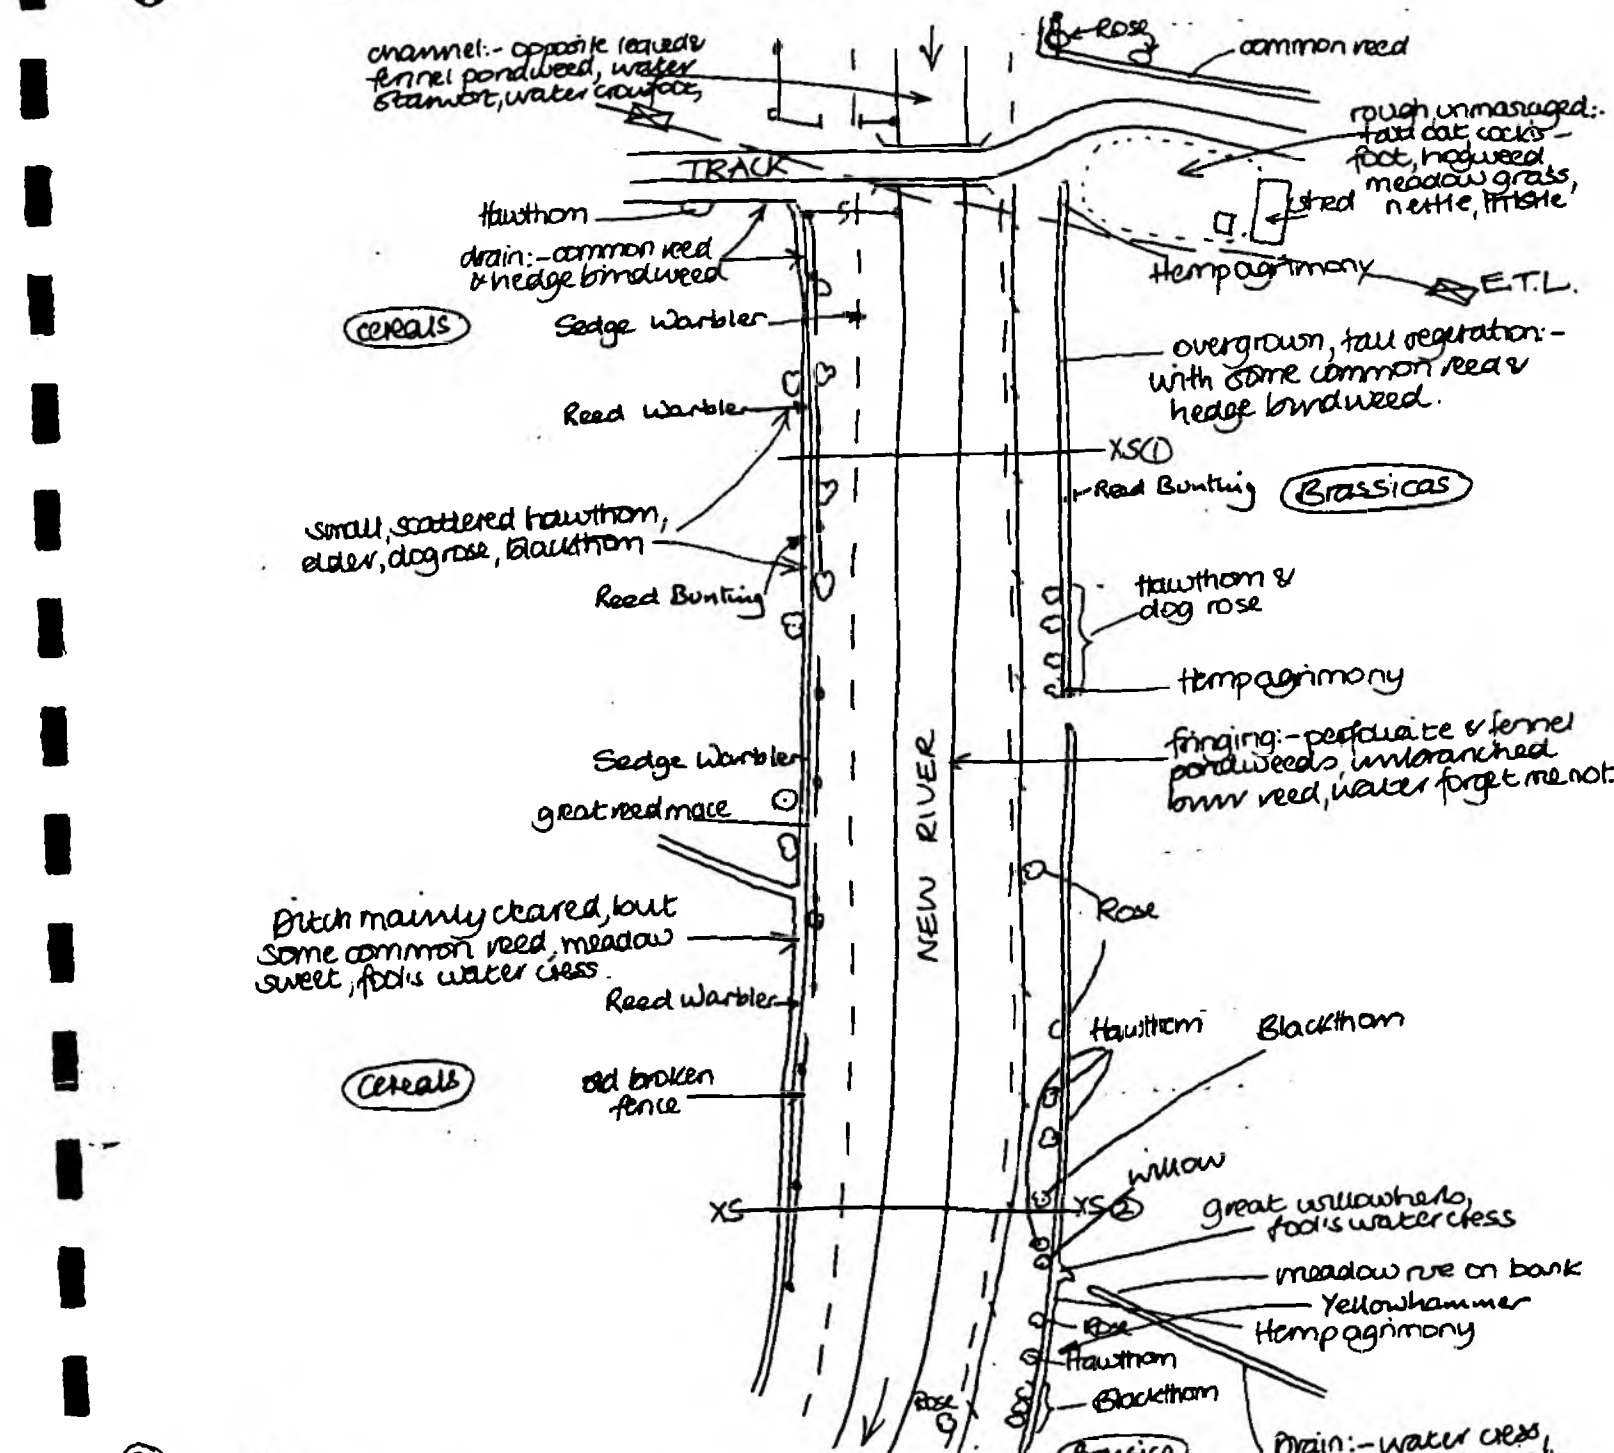 channel:- opposite leaved &
fennel pondweed, water
starwort, water crowfoot,
Rose
common reed
rough unmanaged:-
cocks-
foot, hogweed,
meadow grass,
nettle, thistle
shed
TRACK
Hawthorn
drain:- common reed
& hedge bindweed
Hemp agrimony
E.T.L.
cereals
Sedge Warbler
overgrown, tall vegetation:-
with some common reed &
hedge bindweed.
Reed Warbler
XS①
Reed Bunting
Brassicas
small, scattered hawthorn,
elder, dog rose, blackthorn
Reed Bunting
Hawthorn &
dog rose
Hemp agrimony
Sedge Warbler
fringing:- perfoliate & fennel
pondweeds, unbranched
burr reed, water forget me not.
great reedmace
NEW RIVER
Rose
Ditch mainly cleared, but
some common reed, meadow
sweet, fool's water cress.
Reed Warbler
Hawthorn
Blackthorn
cereals
old broken
fence
willow
XS
XS②
great willowherb,
fool's watercress
meadow rue on bank
Yellowhammer
Rose
Hemp agrimony
Hawthorn
Rose
Blackthorn
Drain:- water cress,